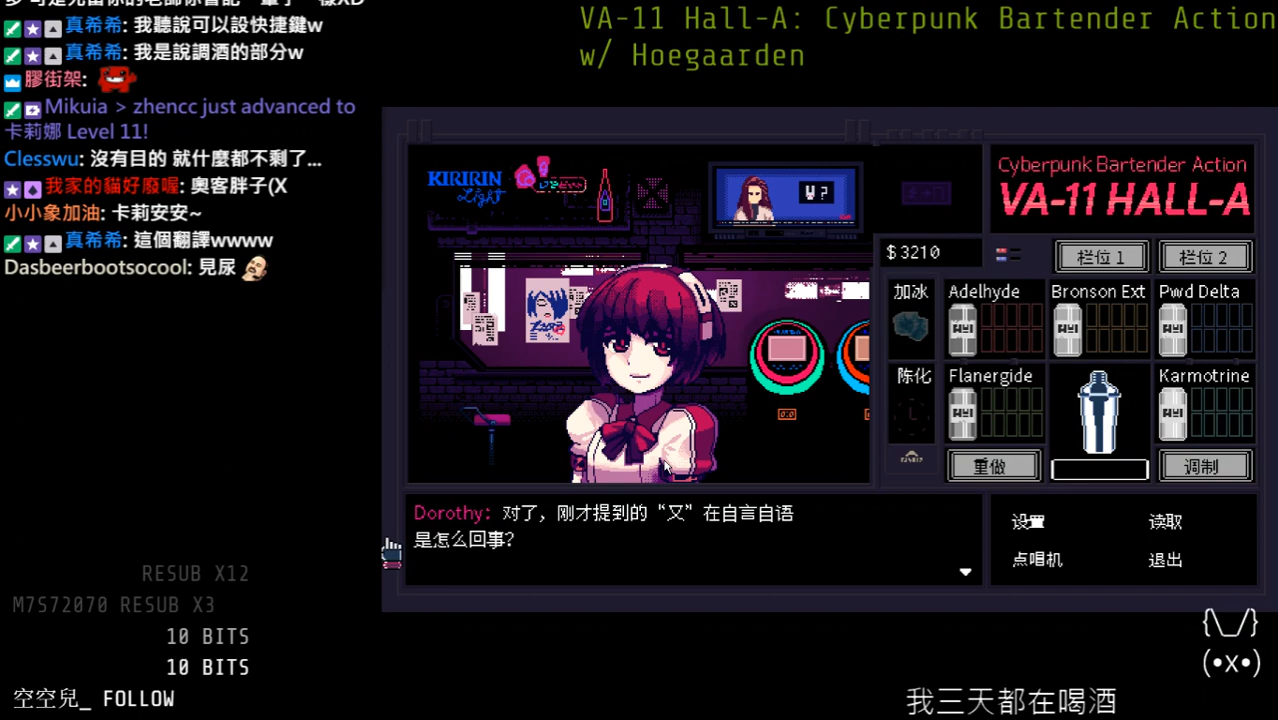 真希希: 我聽說可以設快捷鍵w
真希希: 我是說調酒的部分w
膠街架:
Mikuia > zhencc just advanced to
卡莉娜 Level 11!
Clesswu: 沒有目的 就什麼都不剩了...
我家的貓好廢喔: 奧客胖子(X
小小象加油: 卡莉安安~
真希希: 這個翻譯wwww
Dasbeerbootsocool: 見尿
RESUB X12
M7S72070 RESUB X3
10 BITS
10 BITS
空空兒_ FOLLOW
VA-11 Hall-A: Cyberpunk Bartender Action
w/ Hoegaarden
KIRIRIN
Light
W?
Cyberpunk Bartender Action
VA-11 HALL-A
$3210
栏位 1
栏位 2
加冰
Adelhyde
Bronson Ext
Pwd Delta
陈化
Flanergide
Karmotrine
重做
调制
Dorothy: 对了，刚才提到的“又”在自言自语
是怎么回事?
设置
读取
点唱机
退出
{\_/}
(•x•)
我三天都在喝酒